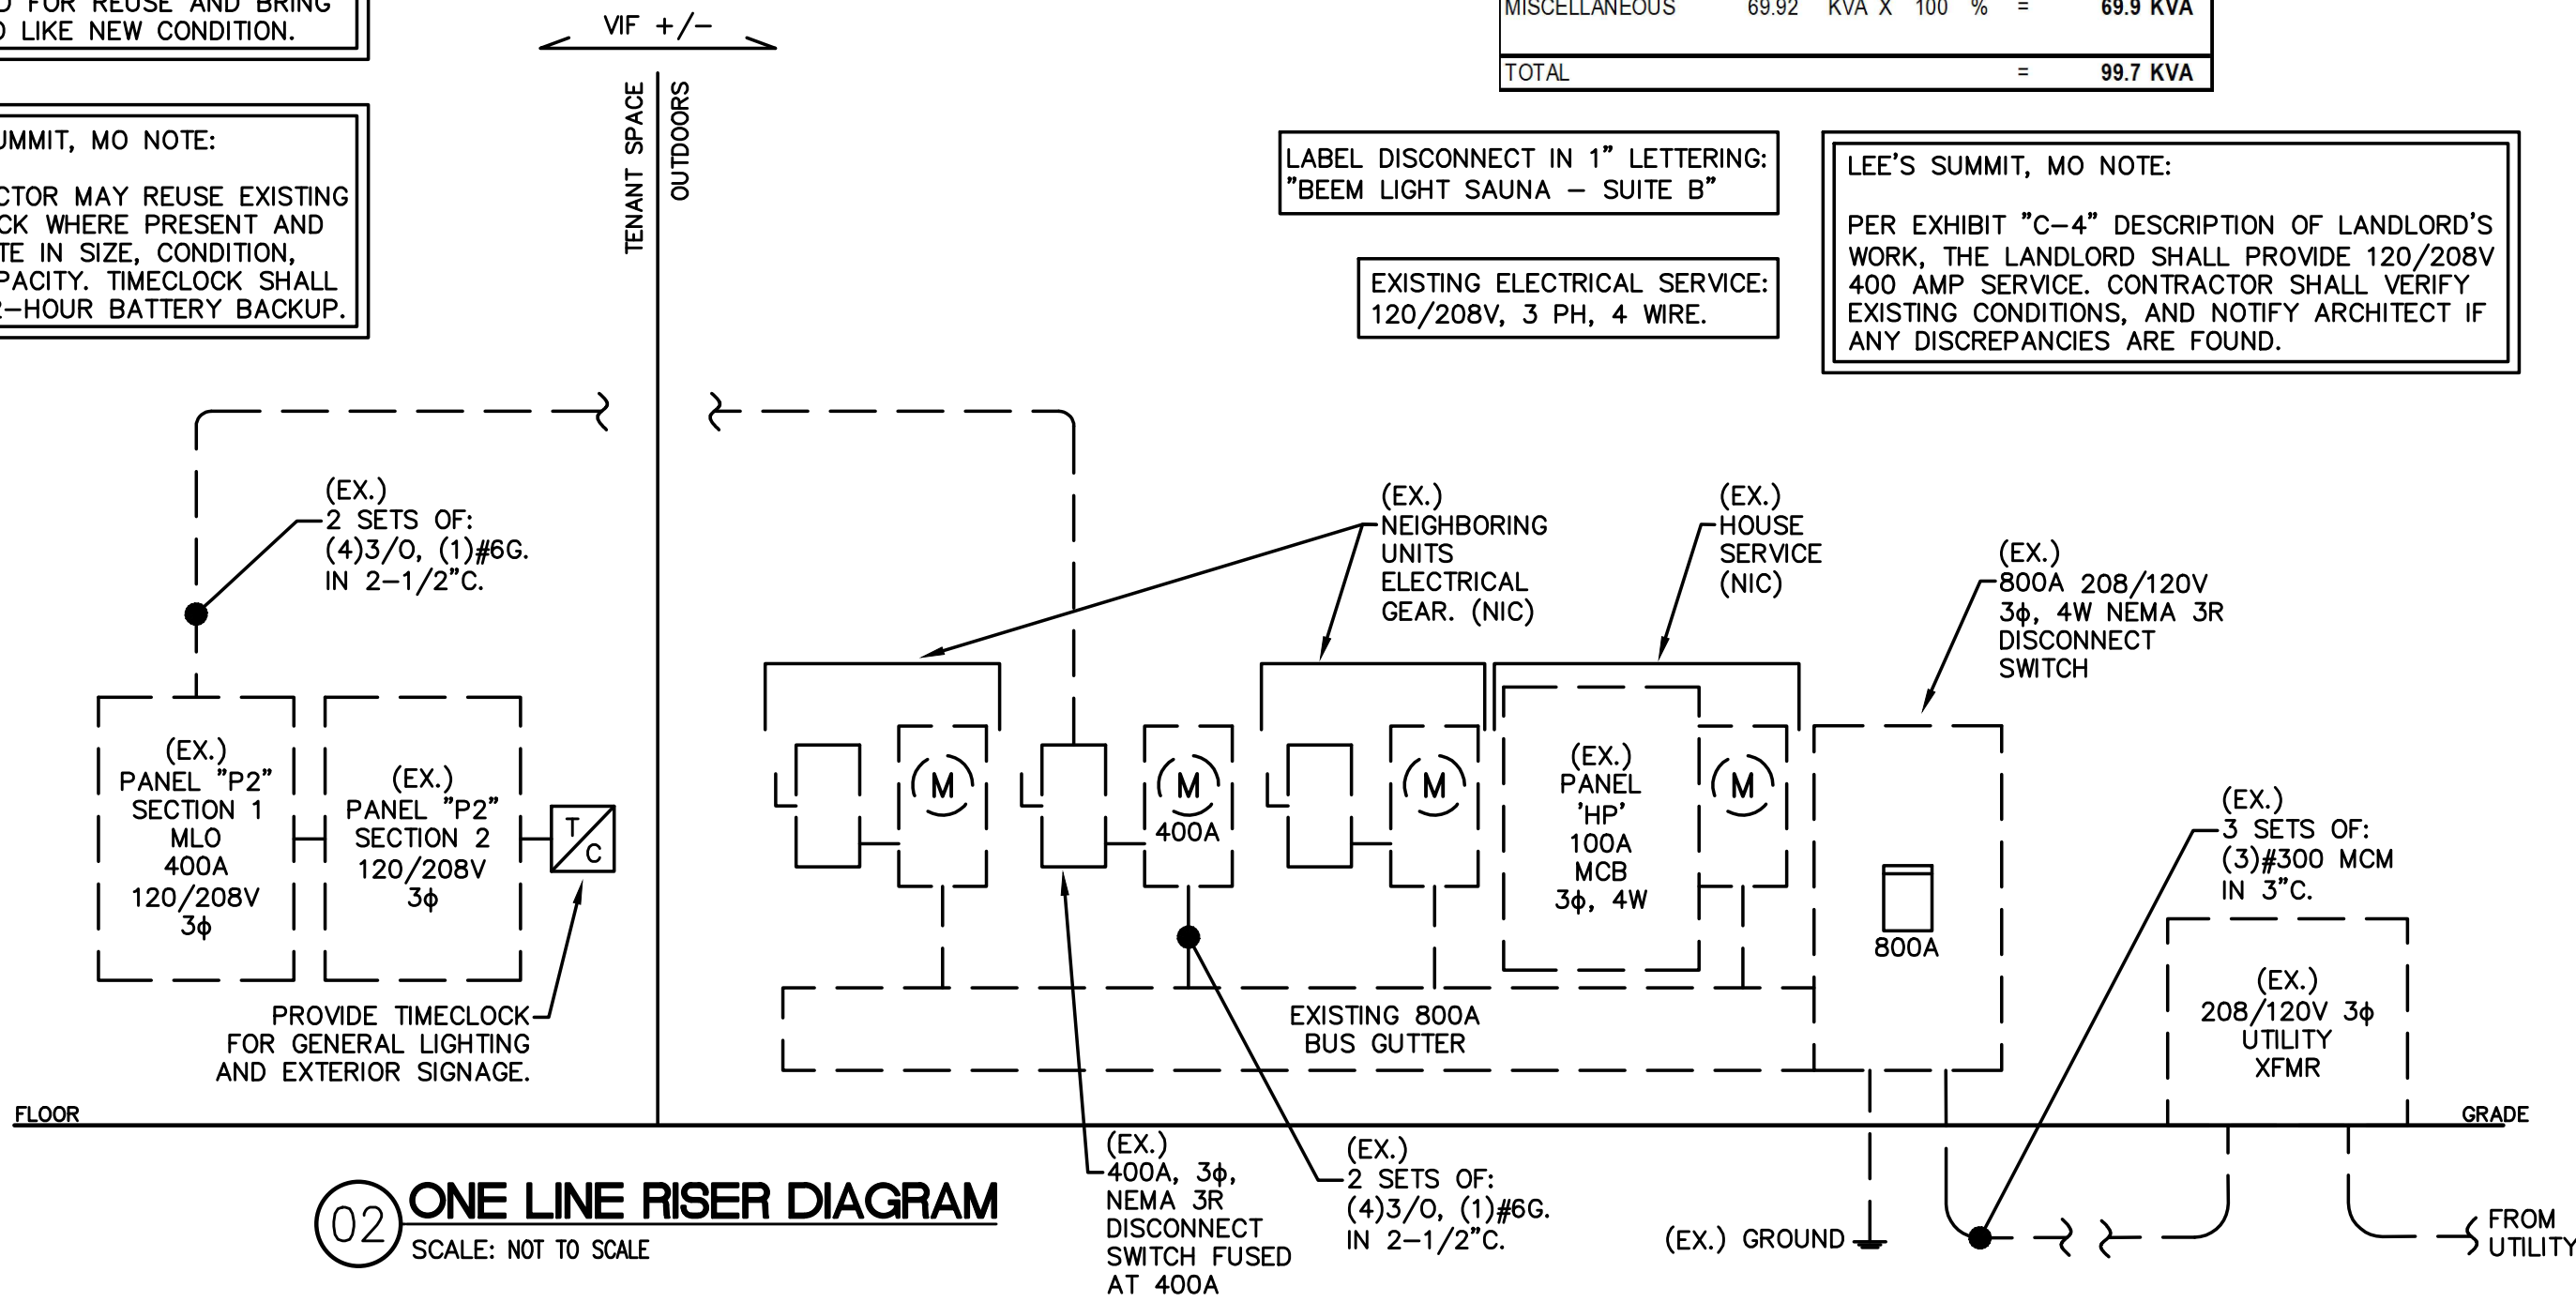 FOR REUSE AND BRING
LIKE NEW CONDITION.
VIF +/-
MISCELLANEOUS 69.92 KVA X 100 % = 69.9 KVA
TOTAL = 99.7 KVA
TENANT SPACE
OUTDOORS
MO NOTE:
MAY REUSE EXISTING
WHERE PRESENT AND
IN SIZE, CONDITION,
TIMECLOCK SHALL
-HOUR BATTERY BACKUP.
LABEL DISCONNECT IN 1" LETTERING:
"BEEM LIGHT SAUNA – SUITE B"
EXISTING ELECTRICAL SERVICE:
120/208V, 3 PH, 4 WIRE.
LEE'S SUMMIT, MO NOTE:
PER EXHIBIT "C-4" DESCRIPTION OF LANDLORD'S
WORK, THE LANDLORD SHALL PROVIDE 120/208V
400 AMP SERVICE. CONTRACTOR SHALL VERIFY
EXISTING CONDITIONS, AND NOTIFY ARCHITECT IF
ANY DISCREPANCIES ARE FOUND.
(EX.)
2 SETS OF:
(4)3/0, (1)#6G.
IN 2-1/2"C.
(EX.)
NEIGHBORING
UNITS
ELECTRICAL
GEAR. (NIC)
(EX.)
HOUSE
SERVICE
(NIC)
(EX.)
800A 208/120V
3ϕ, 4W NEMA 3R
DISCONNECT
SWITCH
(EX.)
PANEL "P2"
SECTION 1
MLO
400A
120/208V
3ϕ
(EX.)
PANEL "P2"
SECTION 2
120/208V
3ϕ
T/C
M
M
400A
M
(EX.)
PANEL
'HP'
100A
MCB
3ϕ, 4W
M
800A
(EX.)
3 SETS OF:
(3)#300 MCM
IN 3"C.
(EX.)
208/120V 3ϕ
UTILITY
XFMR
PROVIDE TIMECLOCK
FOR GENERAL LIGHTING
AND EXTERIOR SIGNAGE.
EXISTING 800A
BUS GUTTER
FLOOR
GRADE
(EX.)
400A, 3ϕ,
NEMA 3R
DISCONNECT
SWITCH FUSED
AT 400A
(EX.)
2 SETS OF:
(4)3/0, (1)#6G.
IN 2-1/2"C.
(EX.) GROUND
FROM
UTILITY
02 ONE LINE RISER DIAGRAM
SCALE: NOT TO SCALE